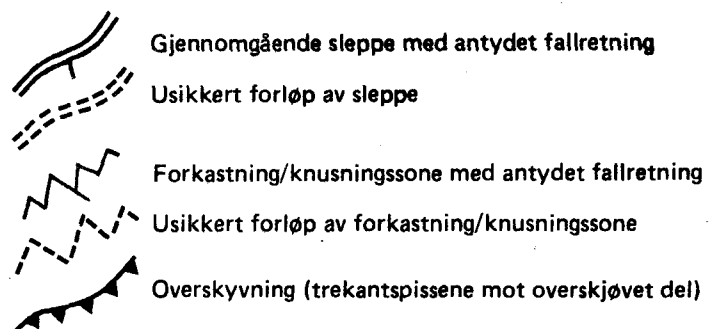 Gjennomgående sleppe med antydet fallretning
Usikkert forløp av sleppe
Forkastning/knusningssone med antydet fallretning
Usikkert forløp av forkastning/knusningssone
Overskyvning (trekantspissene mot overskjøvet del)